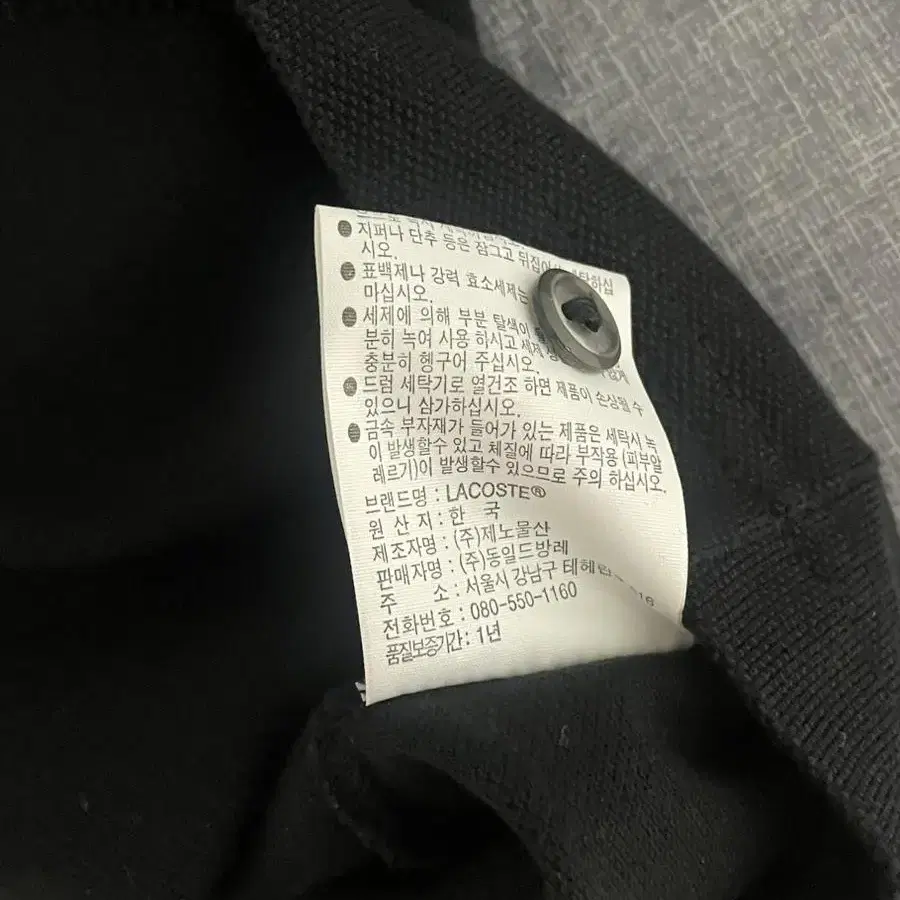 지퍼나 단추 등은 잠그고 뒤집어 세탁하십
시오.
표백제나 강력 효소세제는
마십시오.
세제에 의해 부분 탈색이
분히 녹여 사용 하시고 세제
충분히 헹구어 주십시오.
드럼 세탁기로 열건조 하면 제품이 손상될 수
있으니 삼가하십시오.
금속 부자재가 들어가 있는 제품은 세탁시 녹
이 발생할수 있고 체질에 따라 부작용 (피부알
레르기)이 발생할수 있으므로 주의 하십시오.
브랜드명 : LACOSTE®
원 산 지 : 한 국
제조자명 : (주)제노물산
판매자명 : (주)동일드방레
주 소 : 서울시 강남구 테헤란
전화번호 : 080-550-1160
품질보증기간 : 1년